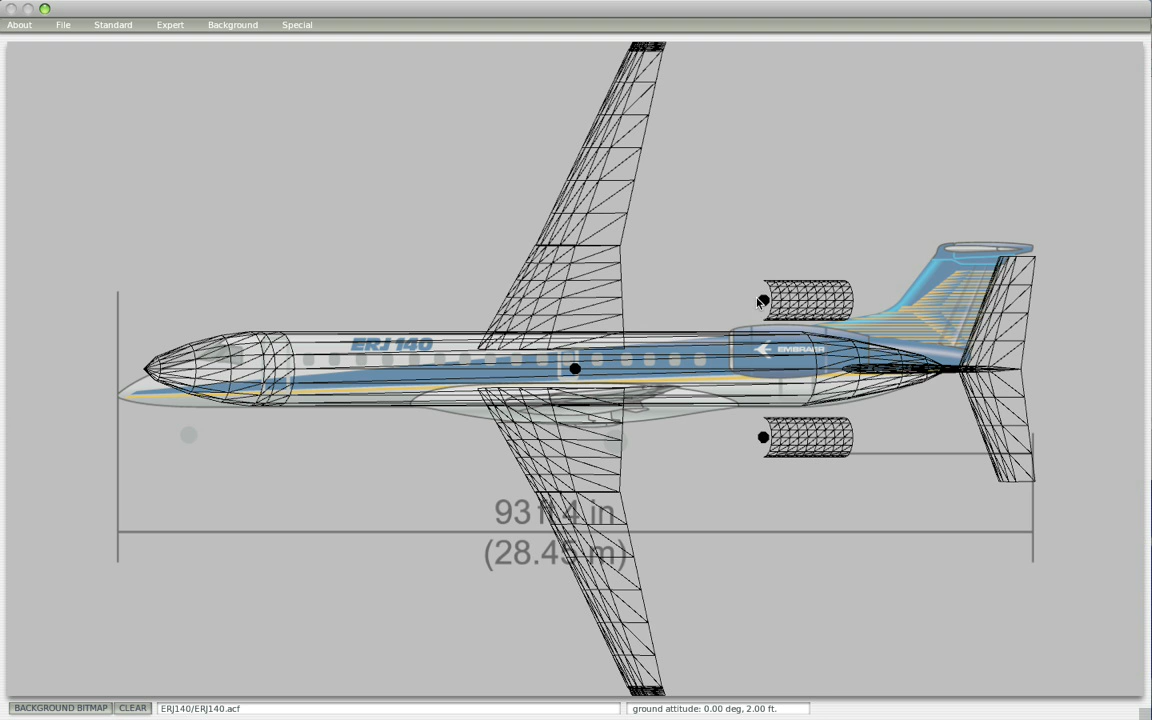 About File Standard Expert Background Special
ERJ 140
EMBRAER
93 ft 4 in
(28.45 m)
BACKGROUND BITMAP CLEAR ERJ140/ERJ140.acf ground attitude: 0.00 deg, 2.00 ft.